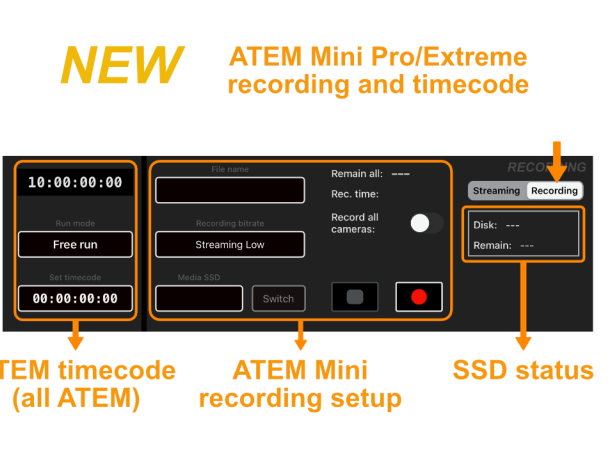 NEW
ATEM Mini Pro/Extreme
recording and timecode
RECORDING
10:00:00:00
File name
Remain all: ---
Rec. time:
Streaming Recording
Run mode
Free run
Recording bitrate
Streaming Low
Record all
cameras:
Disk: ---
Remain: ---
Set timecode
00:00:00:00
Media SSD
Switch
TEM timecode
(all ATEM)
ATEM Mini
recording setup
SSD status